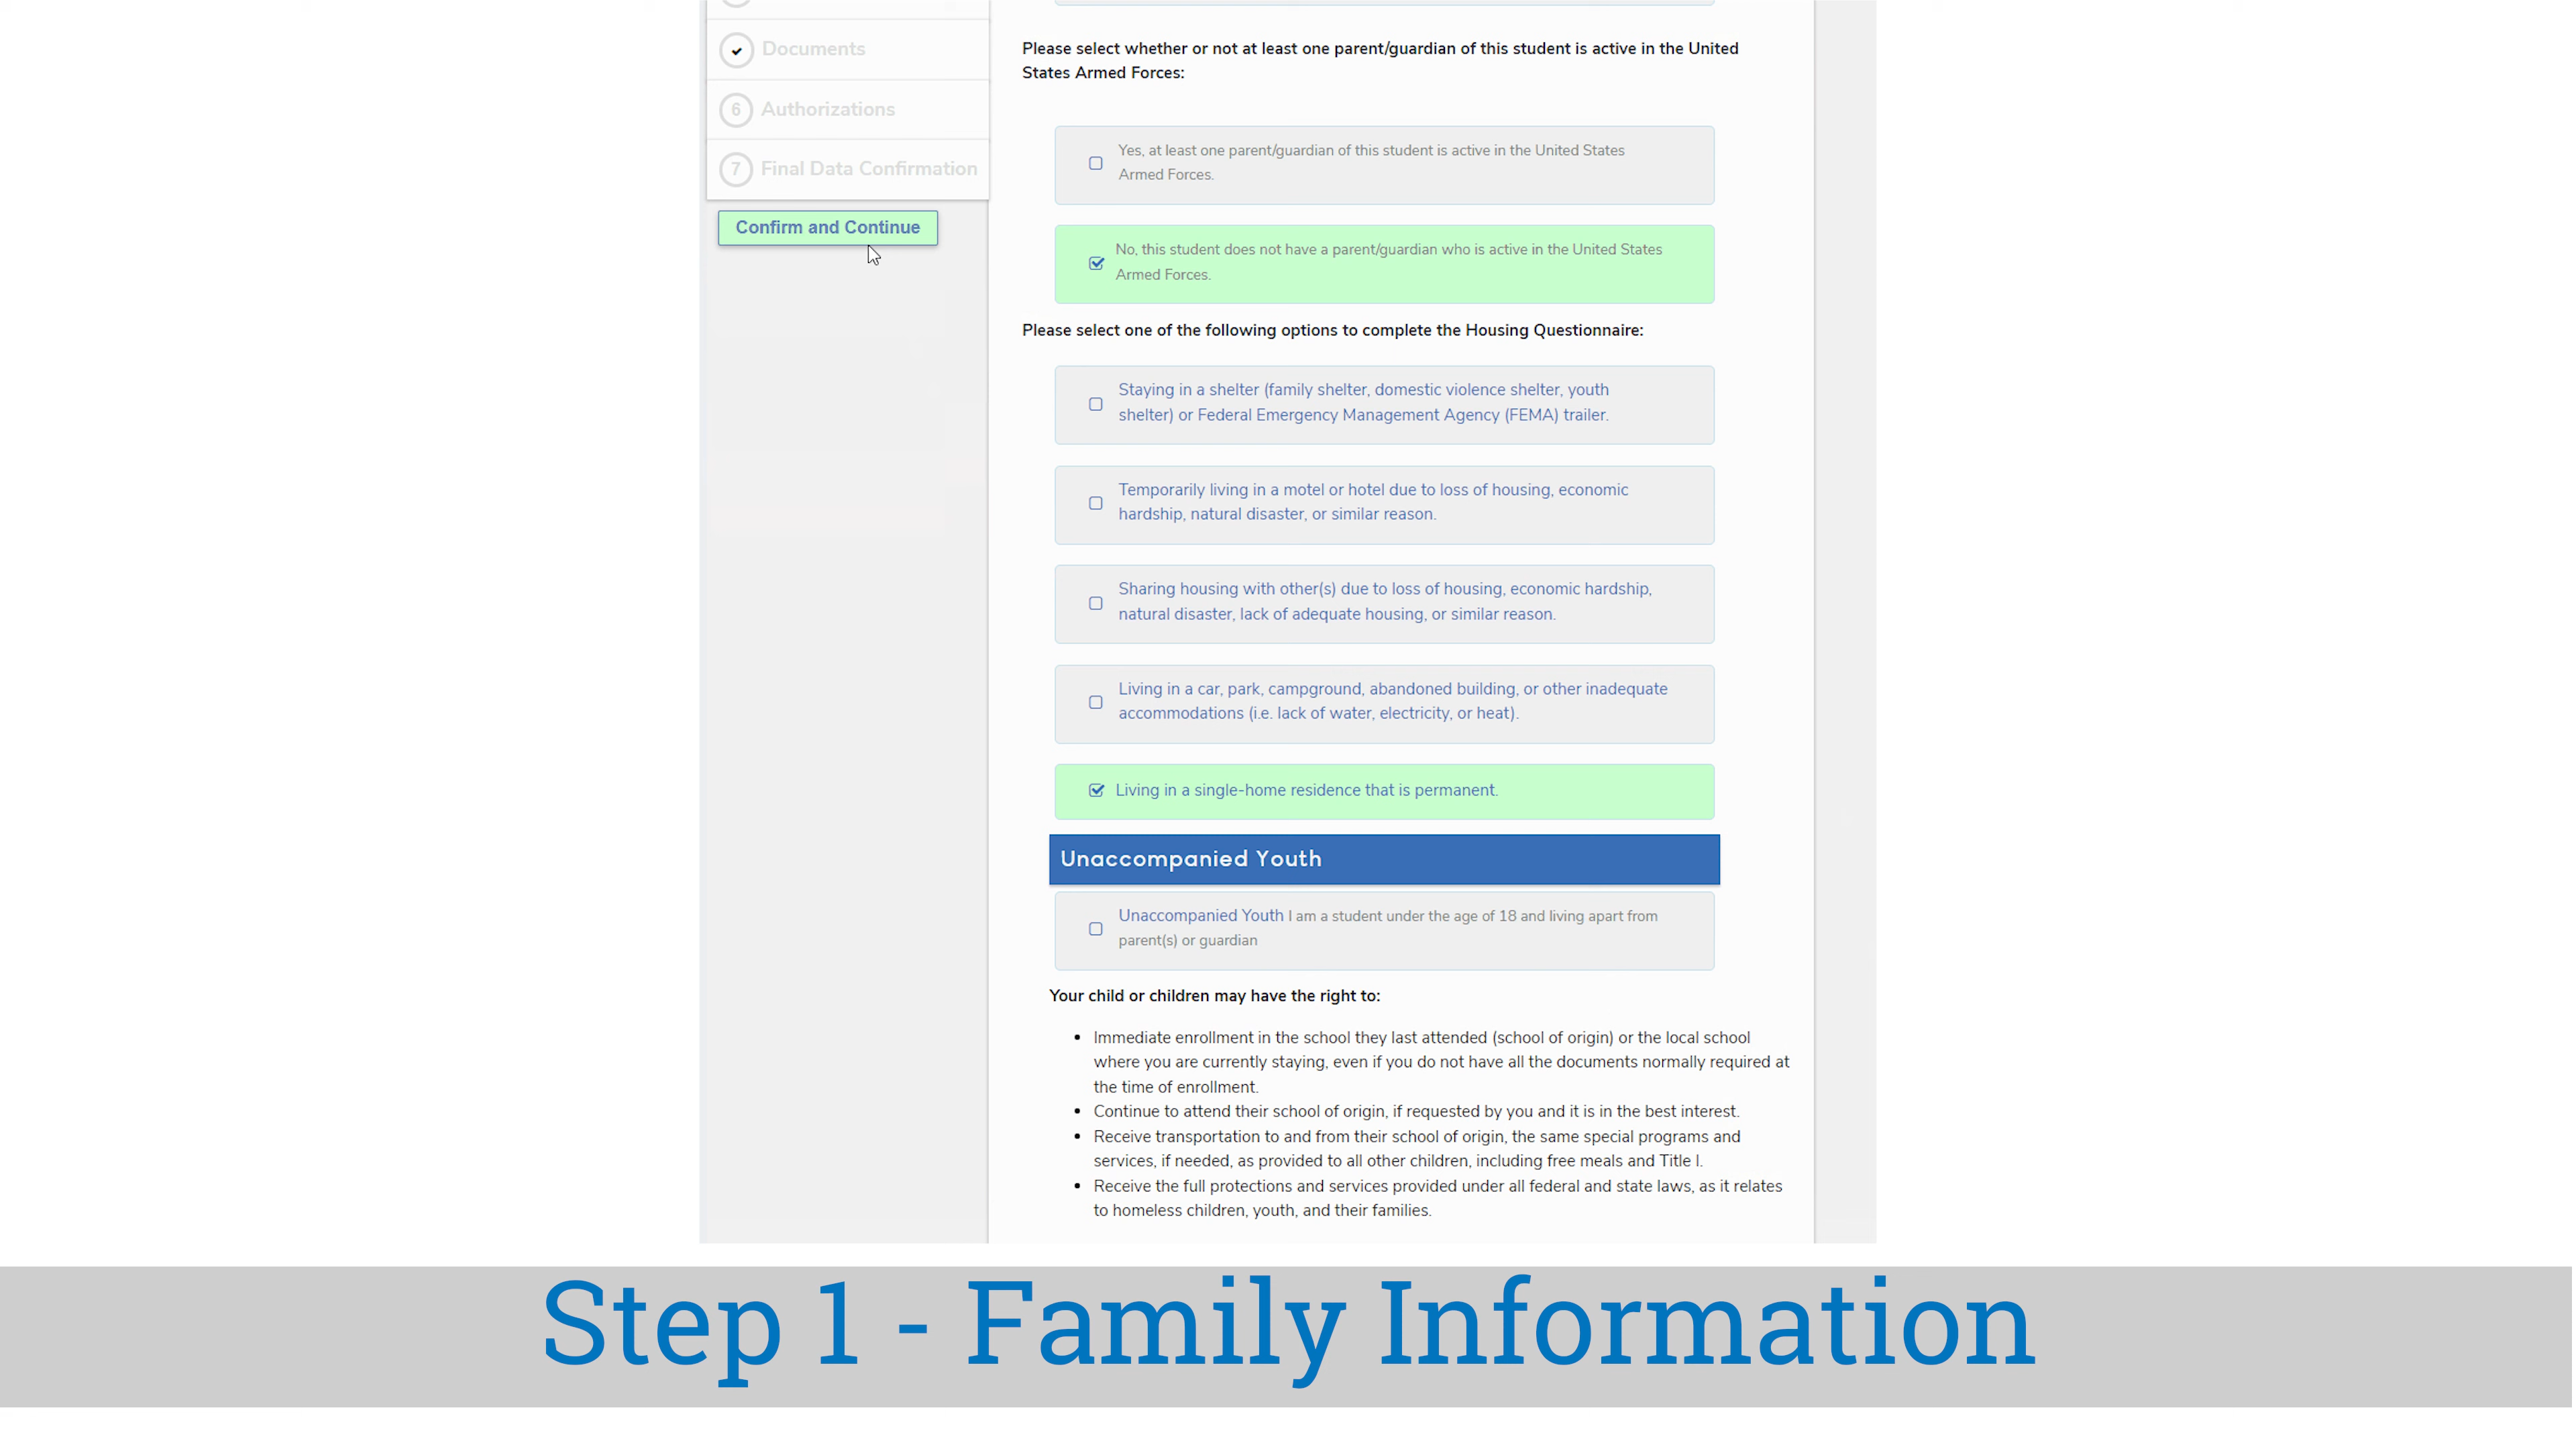 Documents
6 Authorizations
7 Final Data Confirmation
Confirm and Continue
Please select whether or not at least one parent/guardian of this student is active in the United
States Armed Forces:
Yes, at least one parent/guardian of this student is active in the United States
Armed Forces.
No, this student does not have a parent/guardian who is active in the United States
Armed Forces.
Please select one of the following options to complete the Housing Questionnaire:
Staying in a shelter (family shelter, domestic violence shelter, youth
shelter) or Federal Emergency Management Agency (FEMA) trailer.
Temporarily living in a motel or hotel due to loss of housing, economic
hardship, natural disaster, or similar reason.
Sharing housing with other(s) due to loss of housing, economic hardship,
natural disaster, lack of adequate housing, or similar reason.
Living in a car, park, campground, abandoned building, or other inadequate
accommodations (i.e. lack of water, electricity, or heat).
Living in a single-home residence that is permanent.
Unaccompanied Youth
Unaccompanied Youth I am a student under the age of 18 and living apart from
parent(s) or guardian
Your child or children may have the right to:
• Immediate enrollment in the school they last attended (school of origin) or the local school
where you are currently staying, even if you do not have all the documents normally required at
the time of enrollment.
• Continue to attend their school of origin, if requested by you and it is in the best interest.
• Receive transportation to and from their school of origin, the same special programs and
services, if needed, as provided to all other children, including free meals and Title I.
• Receive the full protections and services provided under all federal and state laws, as it relates
to homeless children, youth, and their families.
Step 1 - Family Information